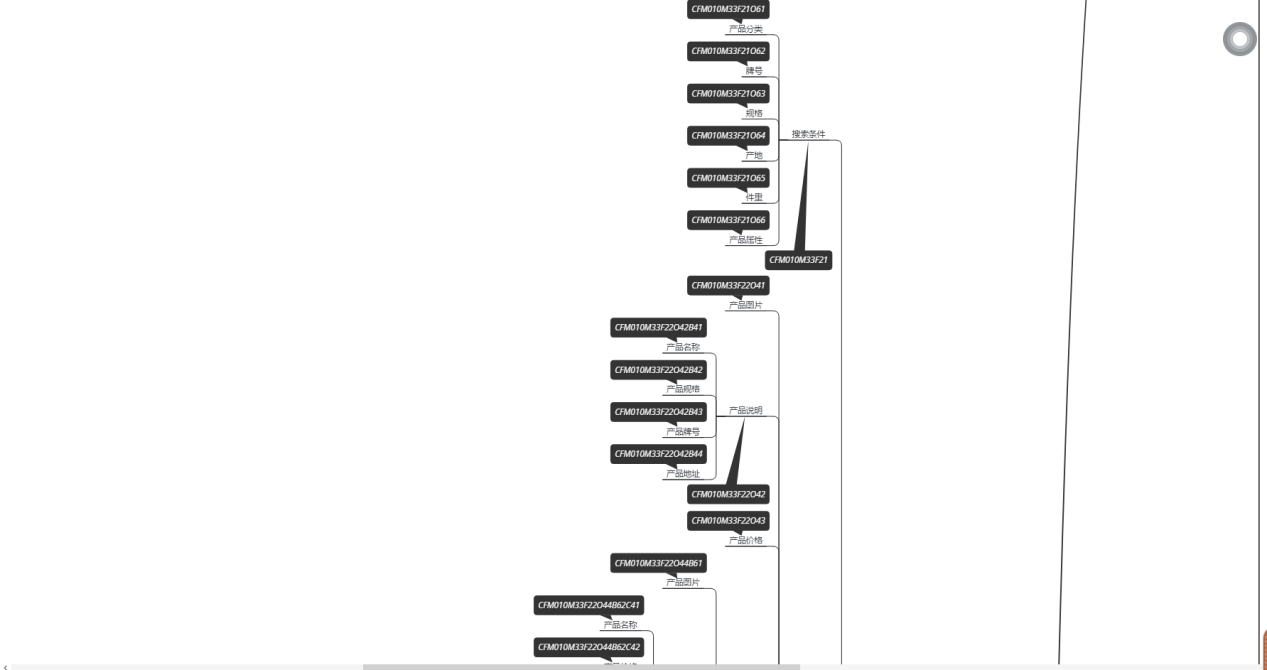 CFM010M33F21O61
产品分类
CFM010M33F21O62
牌号
CFM010M33F21O63
规格
搜索条件
CFM010M33F21O64
产地
CFM010M33F21O65
件重
CFM010M33F21O66
产品属性
CFM010M33F21
CFM010M33F22O41
产品图片
CFM010M33F22O42B41
产品名称
CFM010M33F22O42B42
产品规格
产品说明
CFM010M33F22O42B43
产品牌号
CFM010M33F22O42B44
产品地址
CFM010M33F22O42
CFM010M33F22O43
产品价格
CFM010M33F22O44B61
产品图片
CFM010M33F22O44B62C41
产品名称
CFM010M33F22O44B62C42